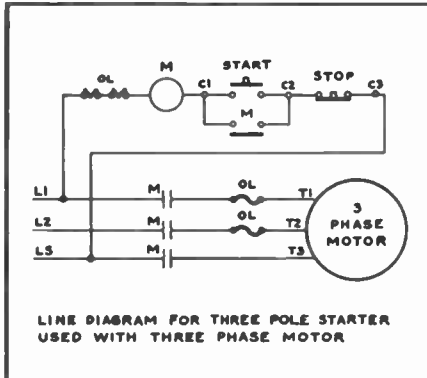 OL M C1 START C2 STOP C3
M
L1 M OL T1
L2 M OL T2
L3 M T3
3
PHASE
MOTOR
LINE DIAGRAM FOR THREE POLE STARTER
USED WITH THREE PHASE MOTOR